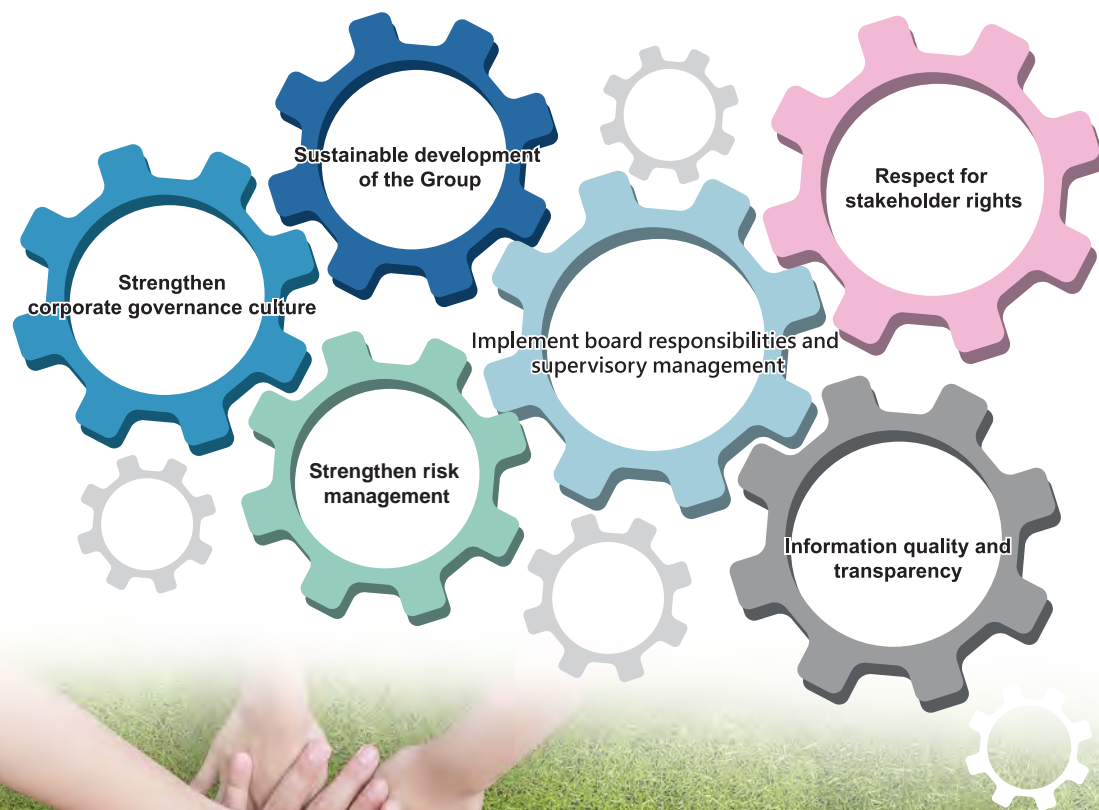 Sustainable development
of the Group
Respect for
stakeholder rights
Strengthen
corporate governance culture
Implement board responsibilities and
supervisory management
Strengthen risk
management
Information quality and
transparency